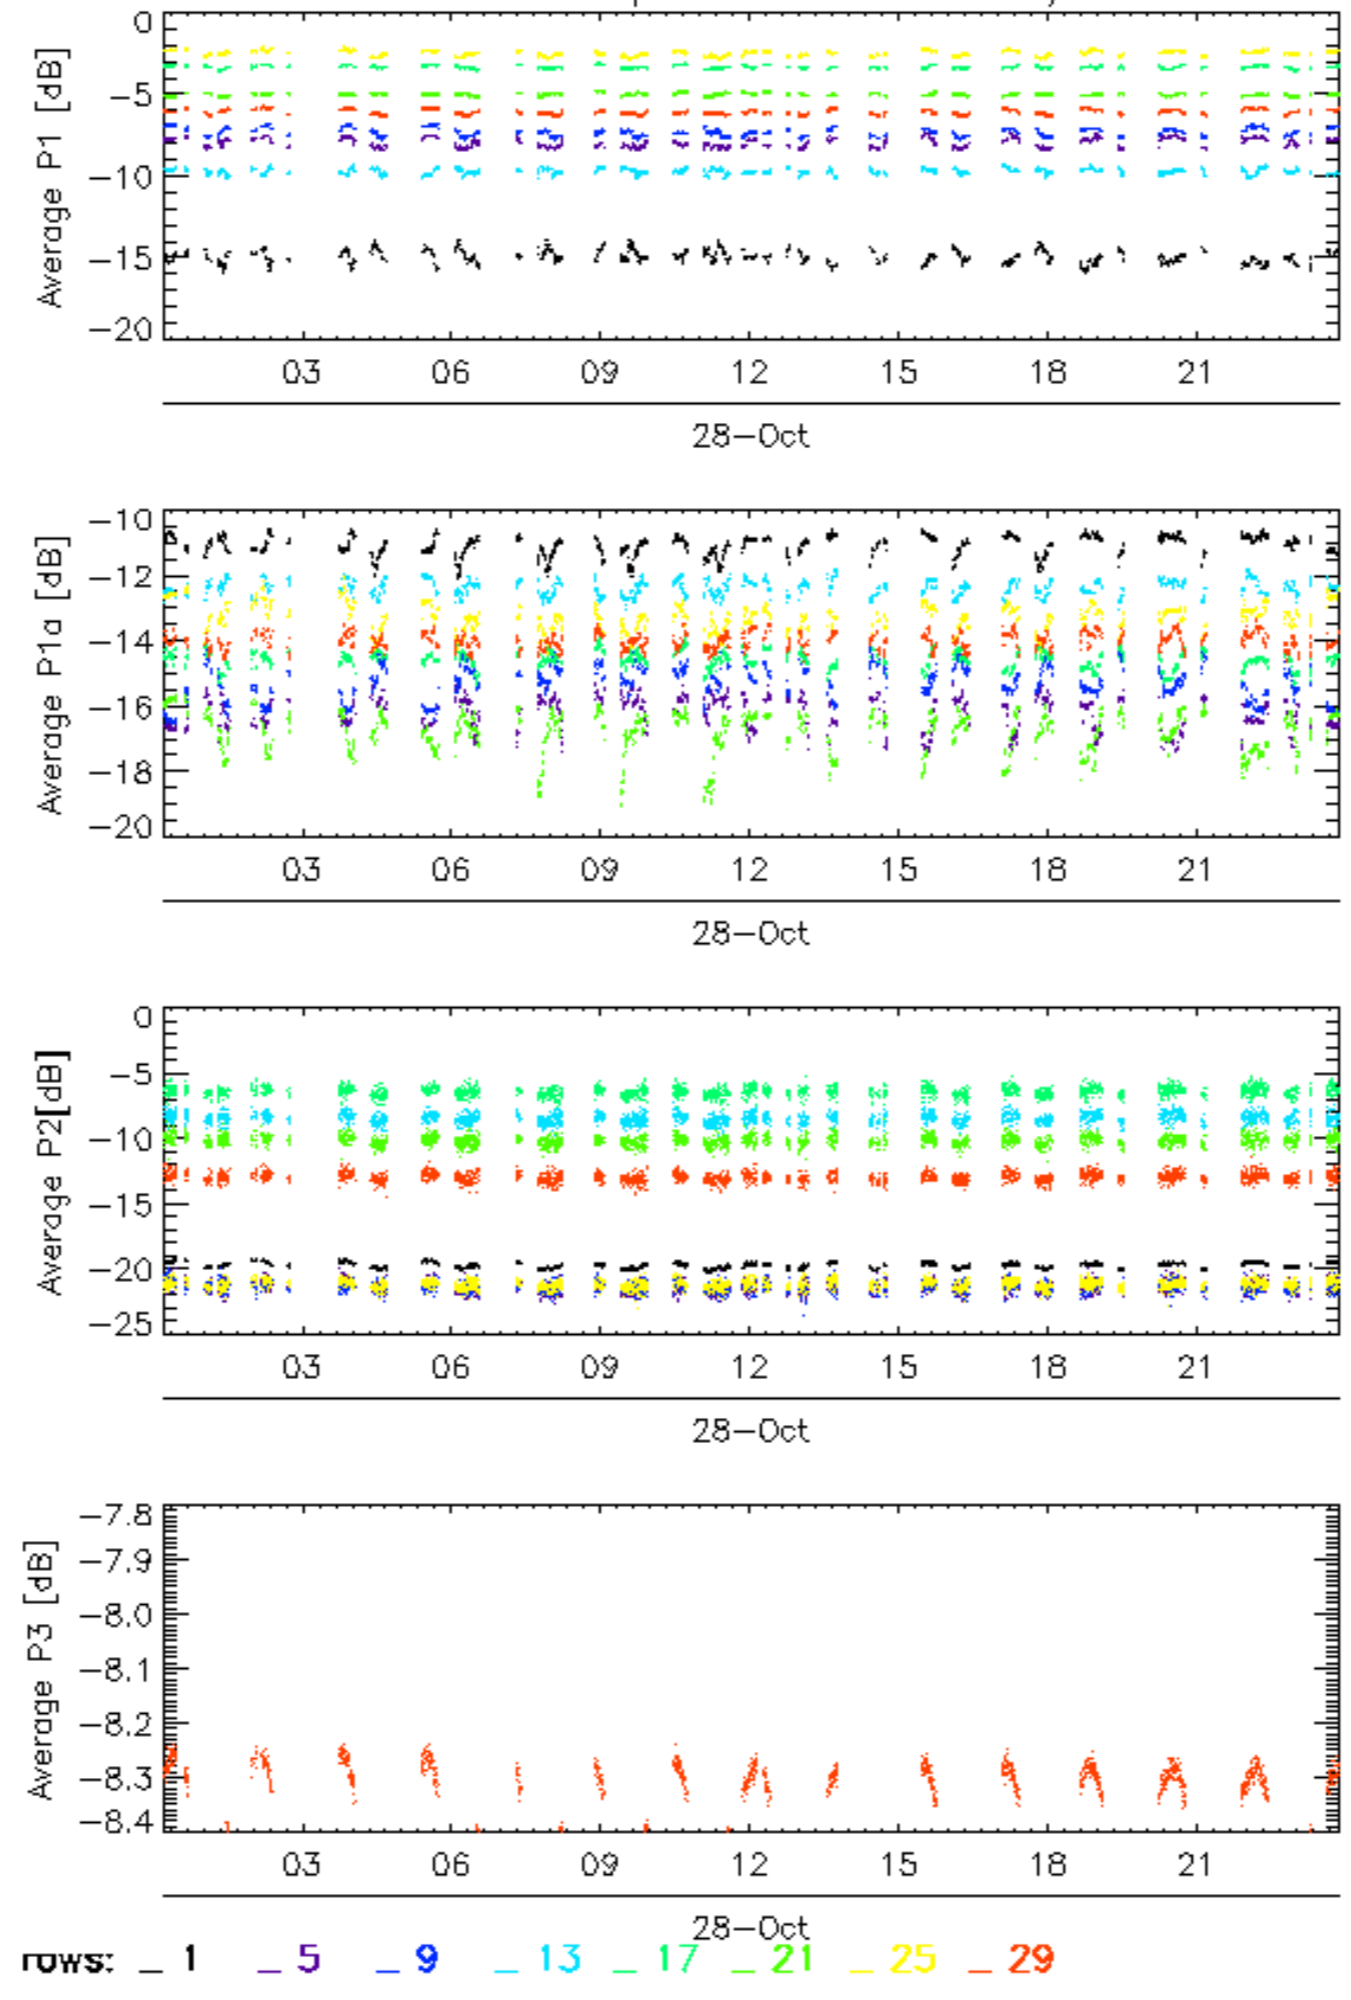 0
−5
−10
−15
−20
Average P1 [dB]
03 06 09 12 15 18 21
28−Oct
−10
−12
−14
−16
−18
−20
Average P1a [dB]
03 06 09 12 15 18 21
28−Oct
0
−5
−10
−15
−20
−25
Average P2[dB]
03 06 09 12 15 18 21
28−Oct
−7.8
−7.9
−8.0
−8.1
−8.2
−8.3
−8.4
Average P3 [dB]
03 06 09 12 15 18 21
28−Oct
rows: _ 1 _ 5 _ 9 _ 13 _ 17 _ 21 _ 25 _ 29